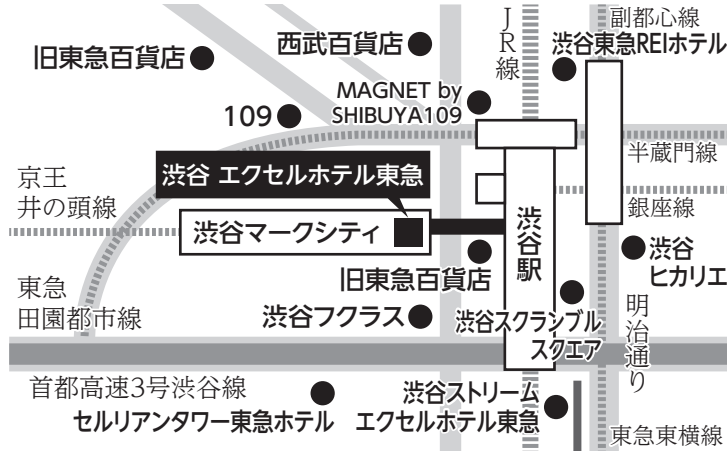 JR線
副都心線
渋谷東急REIホテル
西武百貨店
旧東急百貨店
MAGNET by
SHIBUYA109
109
半蔵門線
渋谷 エクセルホテル東急
京王
井の頭線
銀座線
渋谷マークシティ
渋谷駅
渋谷
ヒカリエ
旧東急百貨店
東急
田園都市線
渋谷フクラス
渋谷スクランブル
スクエア
明治通り
首都高速3号渋谷線
セルリアンタワー東急ホテル
渋谷ストリーム
エクセルホテル東急
東急東横線